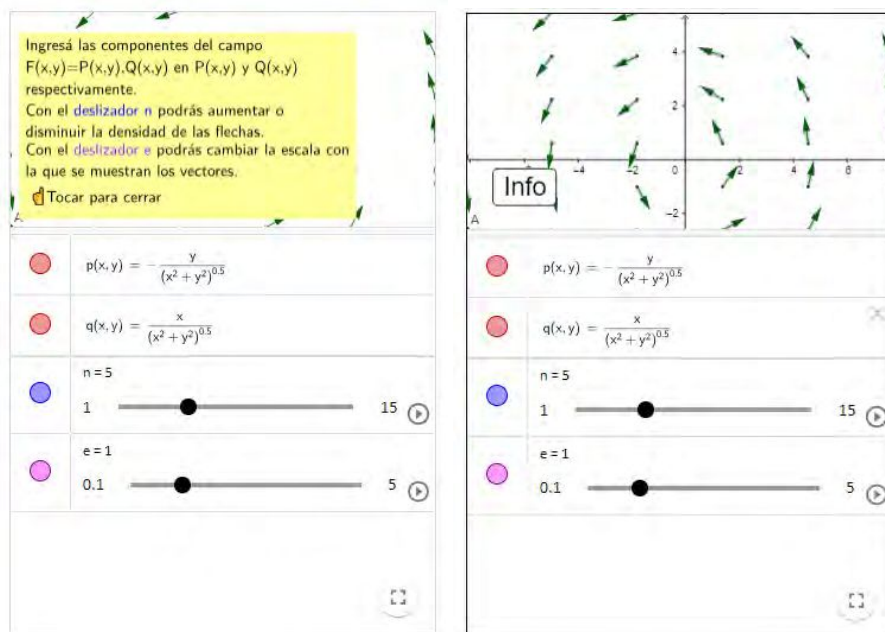 Ingresá las componentes del campo
F(x,y)=P(x,y),Q(x,y) en P(x,y) y Q(x,y)
respectivamente.
Con el deslizador n podrás aumentar o
disminuir la densidad de las flechas.
Con el deslizador e podrás cambiar la escala con
la que se muestran los vectores.
Tocar para cerrar
A
p(x, y) = − y / (x² + y²)^0.5
q(x, y) = x / (x² + y²)^0.5
n = 5
1 15
e = 1
0.1 5
4
2
-4 -2 0 2 4 6
Info
-2
A
p(x, y) = − y / (x² + y²)^0.5
q(x, y) = x / (x² + y²)^0.5
n = 5
1 15
e = 1
0.1 5